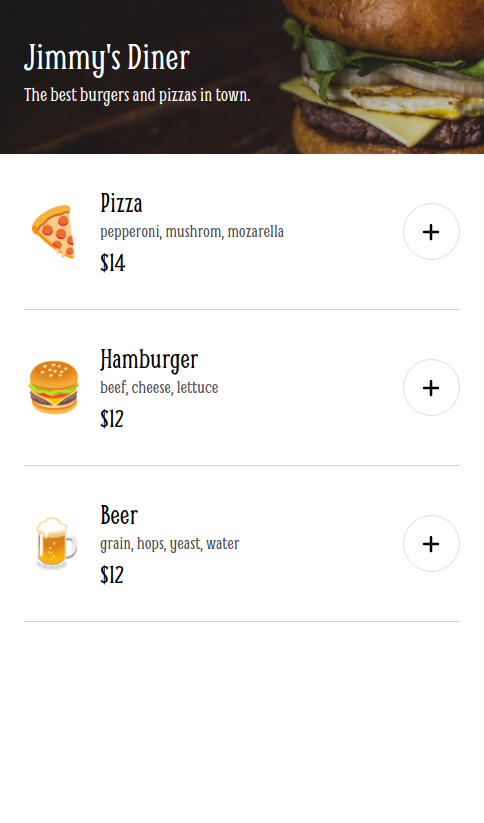 Jimmy's Diner
The best burgers and pizzas in town.
Pizza
pepperoni, mushrom, mozarella
$14
+
Hamburger
beef, cheese, lettuce
$12
+
Beer
grain, hops, yeast, water
$12
+